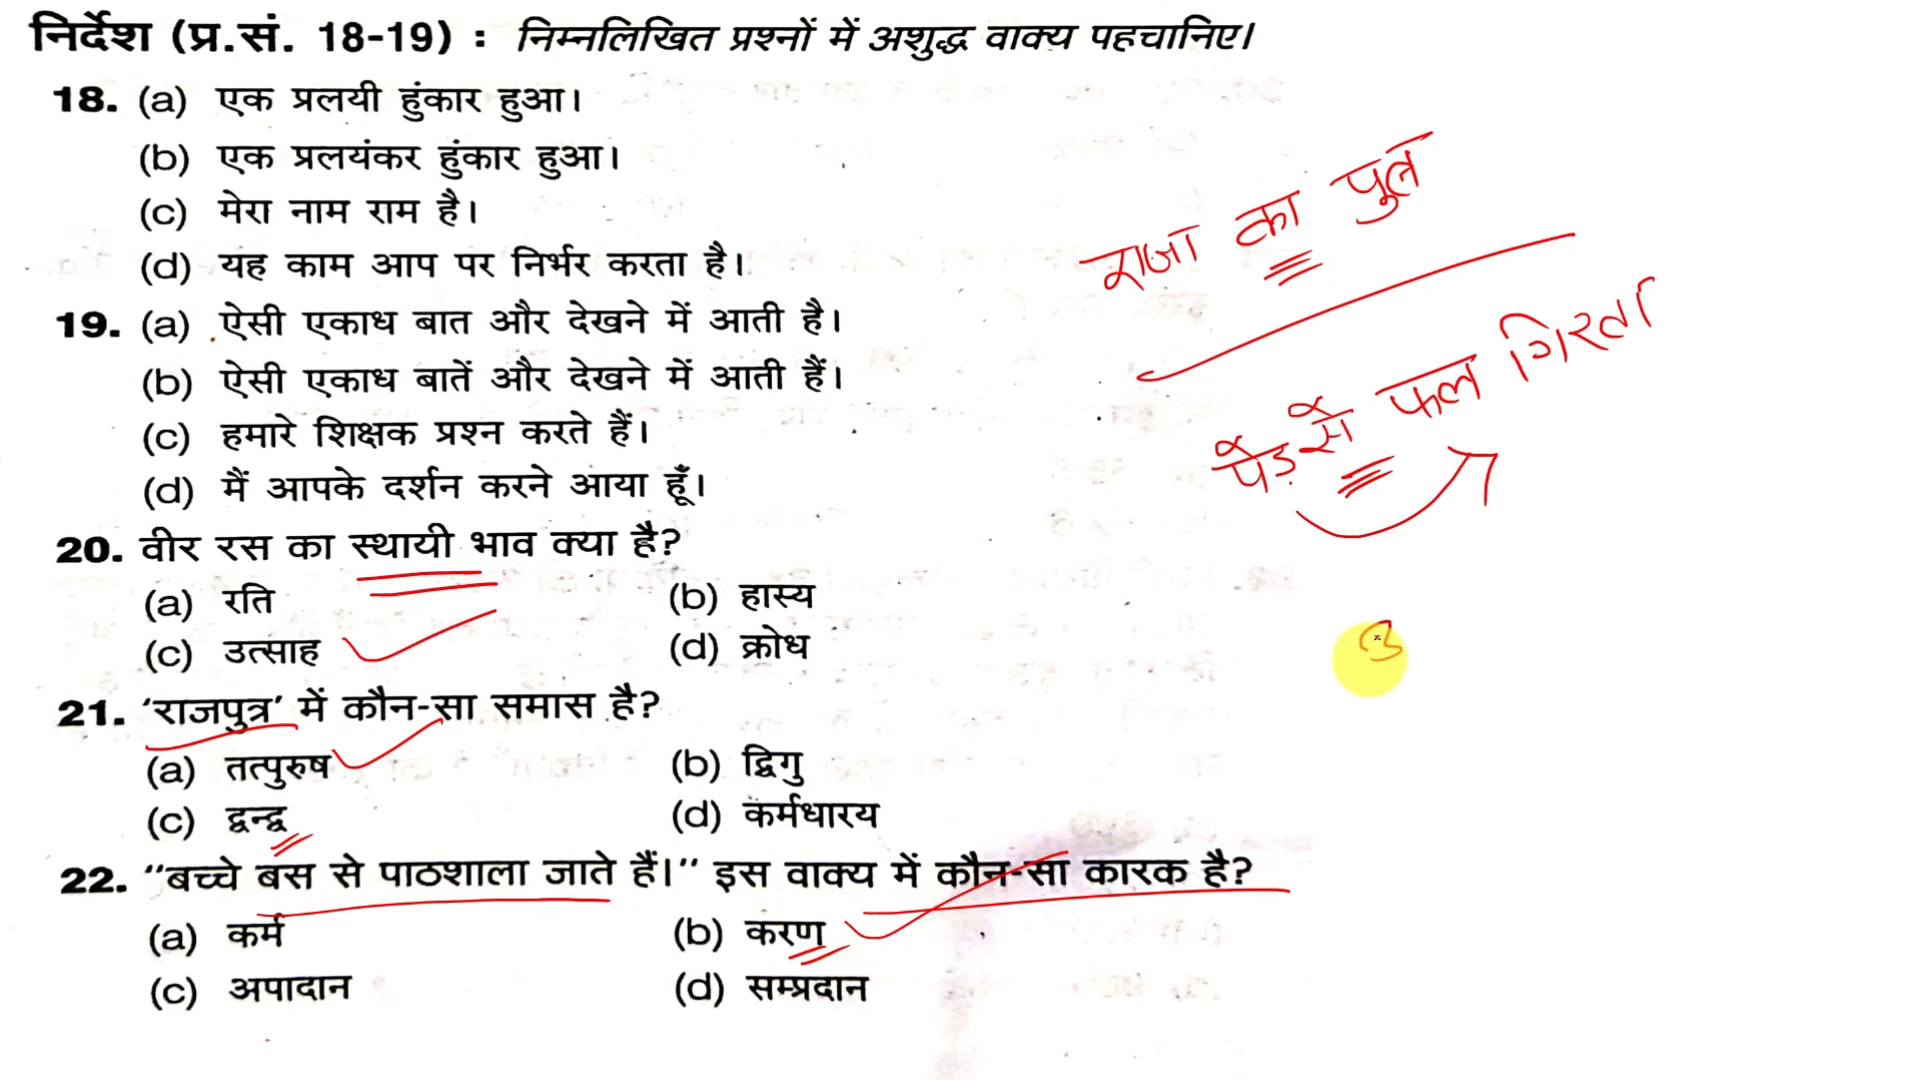 निर्देश (प्र.सं. 18-19) : निम्नलिखित प्रश्नों में अशुद्ध वाक्य पहचानिए।
18. (a) एक प्रलयी हुंकार हुआ।
(b) एक प्रलयंकर हुंकार हुआ।
(c) मेरा नाम राम है।
(d) यह काम आप पर निर्भर करता है।
19. (a) ऐसी एकाध बात और देखने में आती है।
(b) ऐसी एकाध बातें और देखने में आती हैं।
(c) हमारे शिक्षक प्रश्न करते हैं।
(d) मैं आपके दर्शन करने आया हूँ।
20. वीर रस का स्थायी भाव क्या है?
(a) रति (b) हास्य
(c) उत्साह (d) क्रोध
21. ‘राजपुत्र’ में कौन-सा समास है?
(a) तत्पुरुष (b) द्विगु
(c) द्वन्द्व (d) कर्मधारय
22. “बच्चे बस से पाठशाला जाते हैं।” इस वाक्य में कौन-सा कारक है?
(a) कर्म (b) करण
(c) अपादान (d) सम्प्रदान
राजा का
पेड़ से फल गिरता